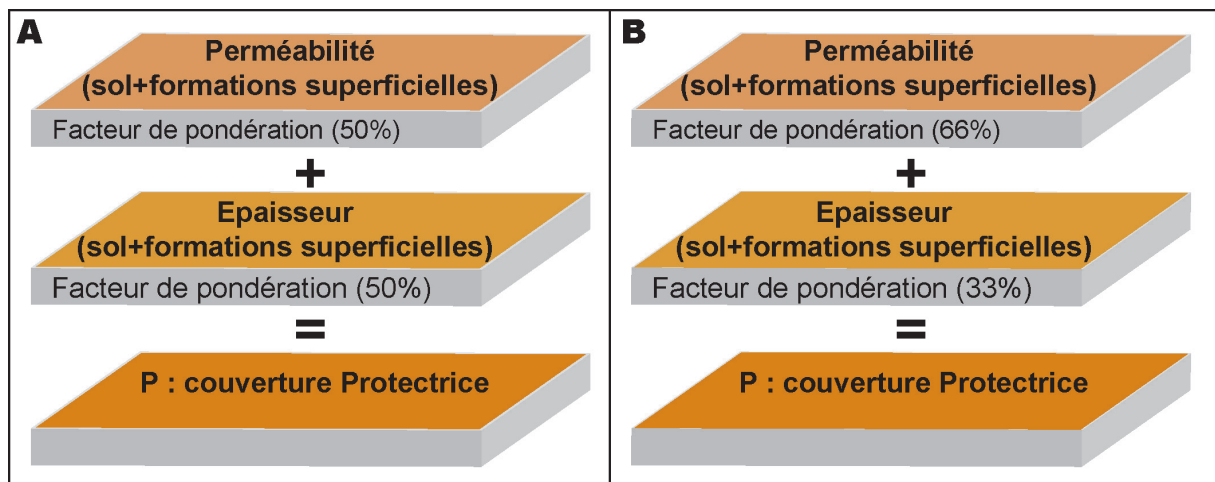 A
Perméabilité
(sol+formations superficielles)
Facteur de pondération (50%)
+
Epaisseur
(sol+formations superficielles)
Facteur de pondération (50%)
=
P : couverture Protectrice
B
Perméabilité
(sol+formations superficielles)
Facteur de pondération (66%)
+
Epaisseur
(sol+formations superficielles)
Facteur de pondération (33%)
=
P : couverture Protectrice